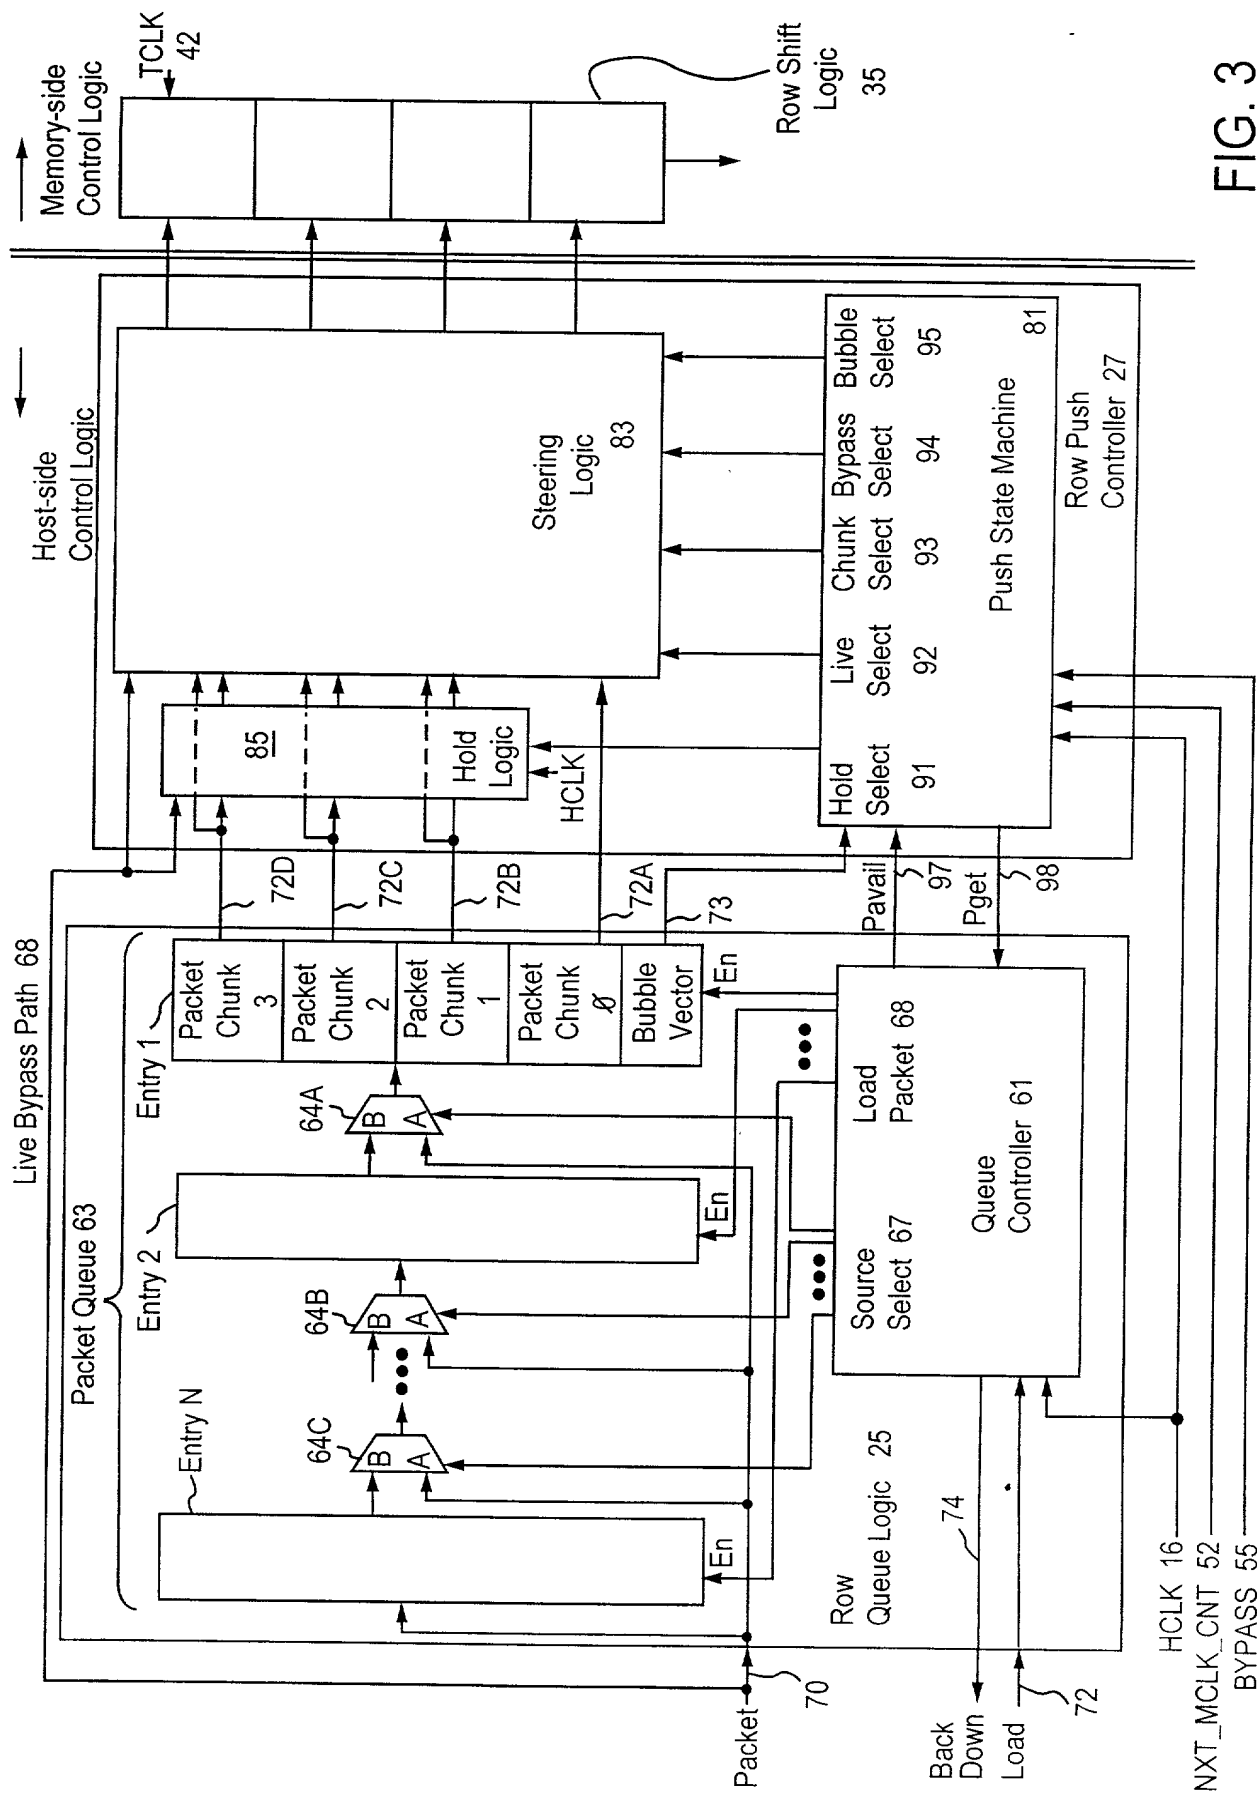 Host-side
Control Logic
Memory-side
Control Logic
TCLK
42
Row Shift
Logic
35
Live Bypass Path 68
Packet Queue 63
Entry N
Entry 2
Entry 1
64C
B
A
64B
B
A
64A
B
A
Packet
Chunk
3
Packet
Chunk
2
Packet
Chunk
1
Packet
Chunk
0
Bubble
Vector
En
En
En
72D
72C
72B
72A
73
85
Hold
Logic
HCLK
Steering
Logic
83
Hold
Select
91
Live
Select
92
Chunk
Select
93
Bypass
Select
94
Bubble
Select
95
Push State Machine
81
Row Push
Controller 27
Pavail
97
Pget
98
Source
Select 67
Load
Packet 68
Queue
Controller 61
Row
Queue Logic 25
Packet
70
74
Back
Down
Load
72
HCLK 16
NXT_MCLK_CNT 52
BYPASS 55
FIG. 3